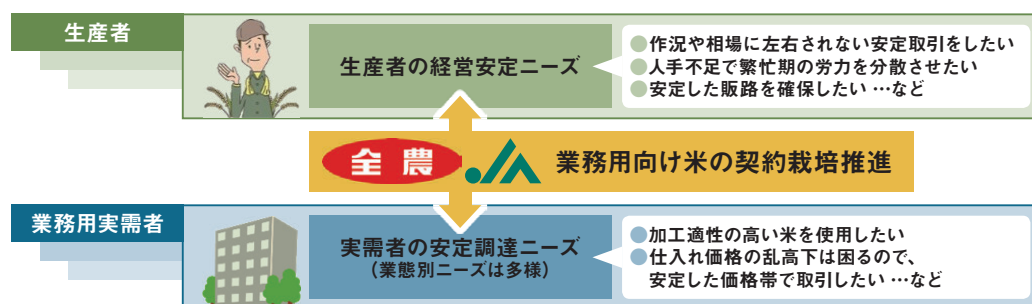 生産者
生産者の経営安定ニーズ
●作況や相場に左右されない安定取引をしたい
●人手不足で繁忙期の労力を分散させたい
●安定した販路を確保したい …など
全農 JA 業務用向け米の契約栽培推進
業務用実需者
実需者の安定調達ニーズ
(業態別ニーズは多様)
●加工適性の高い米を使用したい
●仕入れ価格の乱高下は困るので、
安定した価格帯で取引したい …など